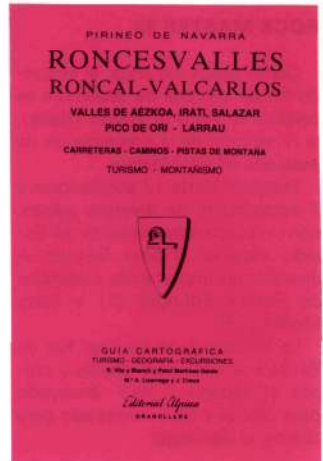 PIRINEO DE NAVARRA
RONCESVALLES
RONCAL-VALCARLOS
VALLES DE AÉZKOA, IRATI, SALAZAR
PICO DE ORI - LARRAU
CARRETERAS - CAMINOS - PISTAS DE MONTAÑA
TURISMO - MONTAÑISMO
GUIA CARTOGRAFICA
TURISMO - GEOGRAFIA - EXCURSIONES
Editorial Alpina
GRANOLLERS